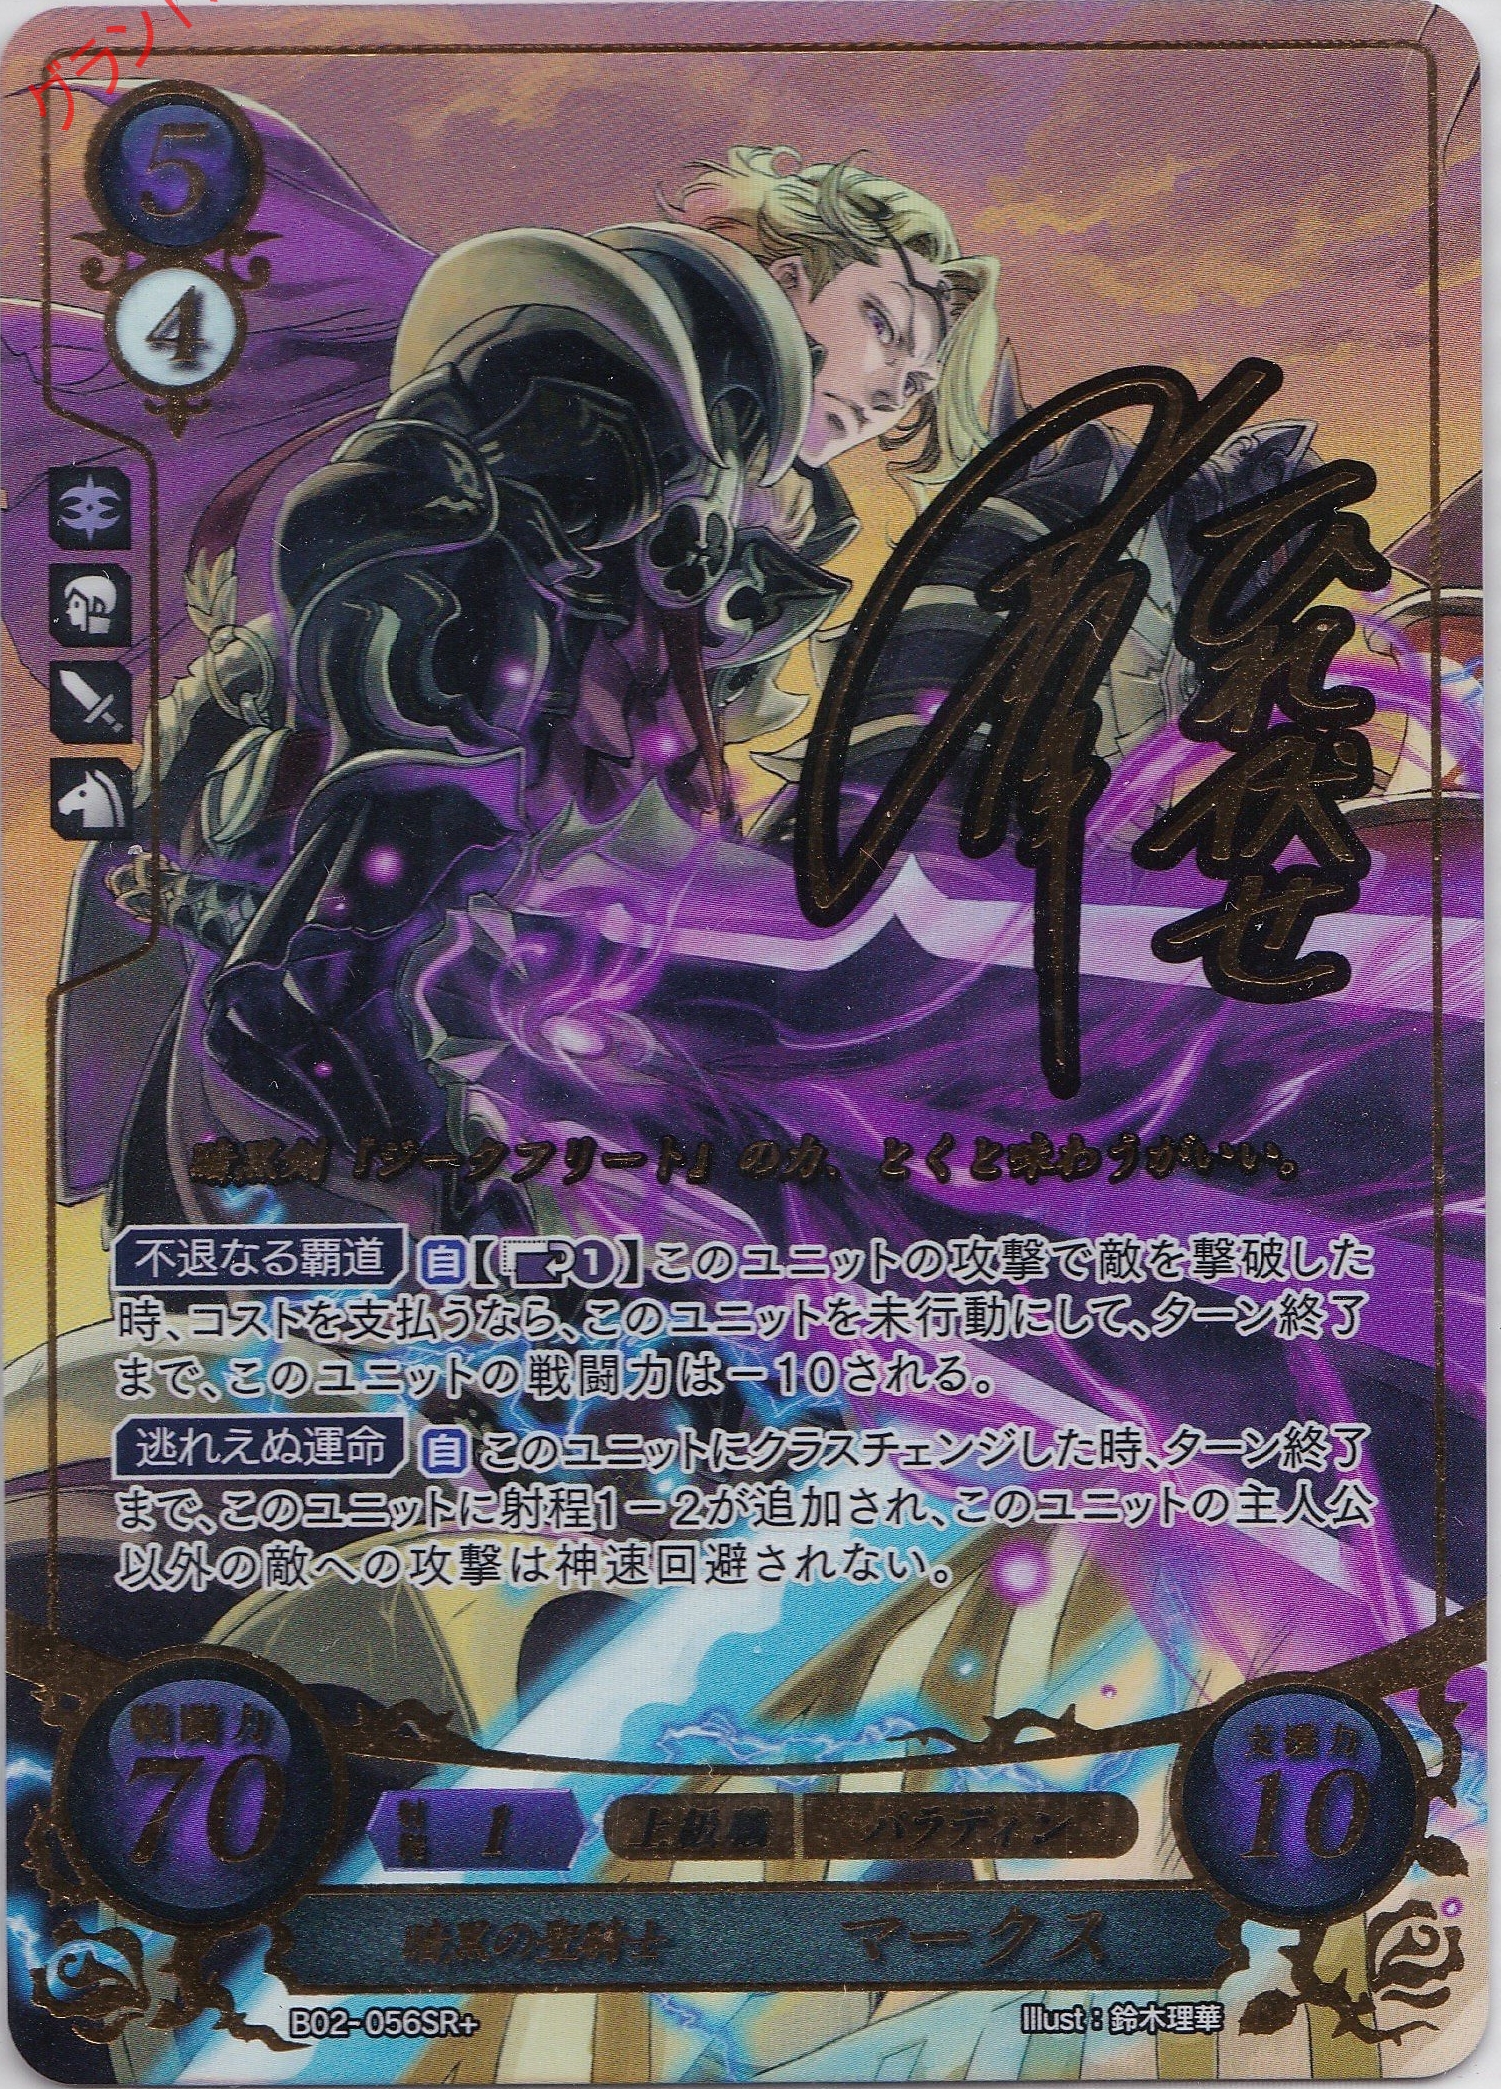 グラン
5
4
ひれ伏せ
暗黒剣『ジークフリート』の力、とくと味わうがいい。
不退なる覇道 自【1】このユニットの攻撃で敵を撃破した
時、コストを支払うなら、このユニットを未行動にして、ターン終了
まで、このユニットの戦闘力は－10される。
逃れえぬ運命 自 このユニットにクラスチェンジした時、ターン終了
まで、このユニットに射程1－2が追加され、このユニットの主人公
以外の敵への攻撃は神速回避されない。
戦闘力
70
射程 1
上級職 パラディン
支援力
10
暗黒の聖騎士 マークス
B02-056SR+
Illust：鈴木理華